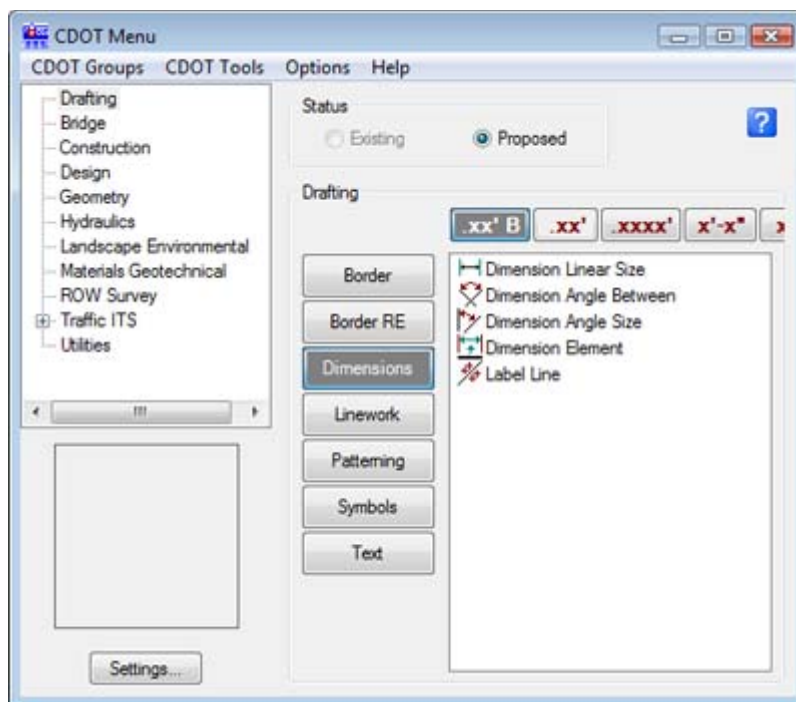 CDOT Menu
CDOT Groups CDOT Tools Options Help
Drafting
Bridge
Construction
Design
Geometry
Hydraulics
Landscape Environmental
Materials Geotechnical
ROW Survey
Traffic ITS
Utilities
Settings...
Status
Existing Proposed
?
Drafting
.xx' B .xx' .xxxx' x'-x" x
Border
Border RE
Dimensions
Linework
Patterning
Symbols
Text
Dimension Linear Size
Dimension Angle Between
Dimension Angle Size
Dimension Element
Label Line